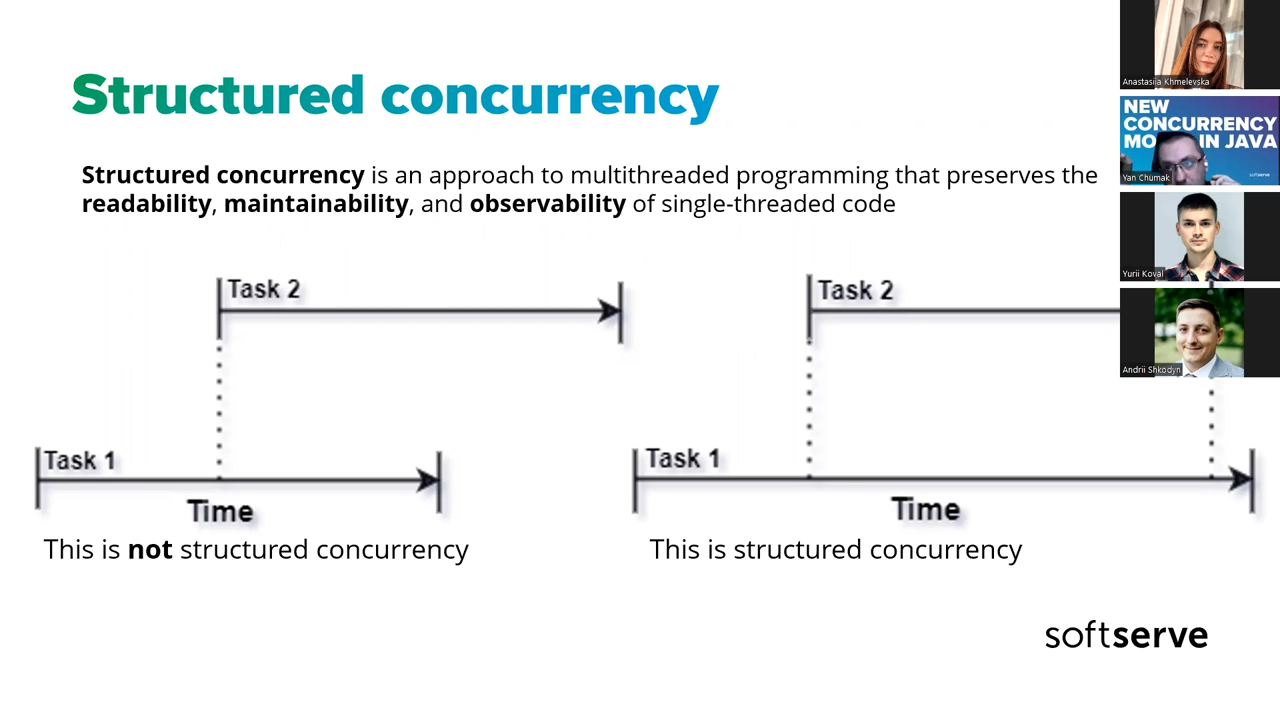 Structured concurrency
Structured concurrency is an approach to multithreaded programming that preserves the
readability, maintainability, and observability of single-threaded code
Task 2
Task 1
Time
This is not structured concurrency
Task 2
Task 1
Time
This is structured concurrency
softserve
Anastasiia Khmelevska
NEW
CONCURRENCY
MO IN JAVA
softserve
Yan Chumak
Yurii Koval
Andrii Shkodyn